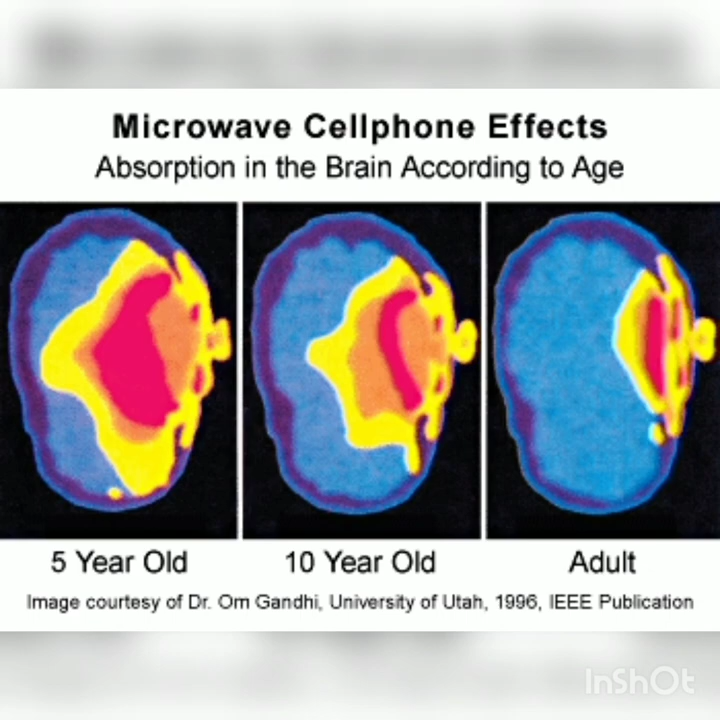 Microwave Cellphone Effects
Absorption in the Brain According to Age
5 Year Old
10 Year Old
Adult
Image courtesy of Dr. Om Gandhi, University of Utah, 1996, IEEE Publication
InShOt